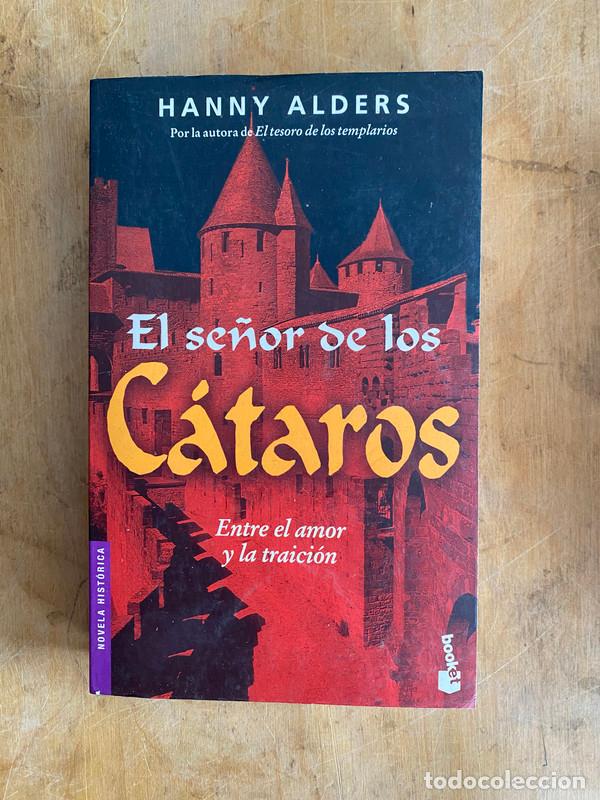 HANNY ALDERS
Por la autora de El tesoro de los templarios
El señor de los
Cátaros
Entre el amor
y la traición
NOVELA HISTÓRICA
booket
todocoleccion